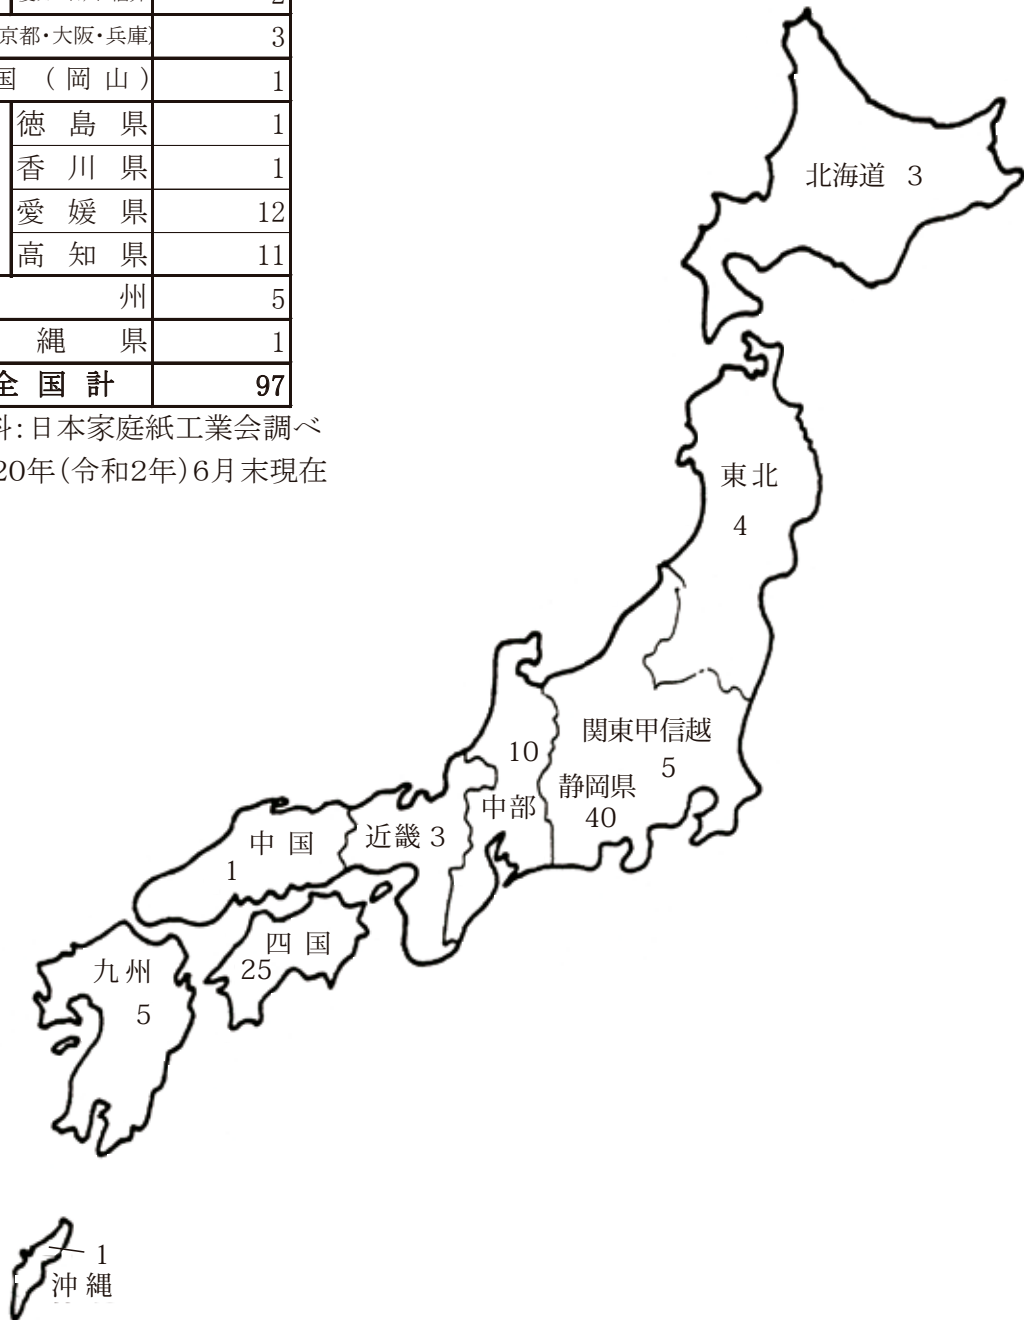 2
京都・大阪・兵庫) 3
国 (岡山) 1
徳島県 1
香川県 1
愛媛県 12
高知県 11
州 5
縄県 1
全国計 97
料：日本家庭紙工業会調べ
20年(令和2年)6月末現在
北海道 3
東北
4
関東甲信越
5
静岡県
40
10
中部
近畿 3
中国
1
四国
25
九州
5
1
沖縄